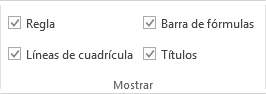 Regla Barra de fórmulas
Líneas de cuadrícula Títulos
Mostrar